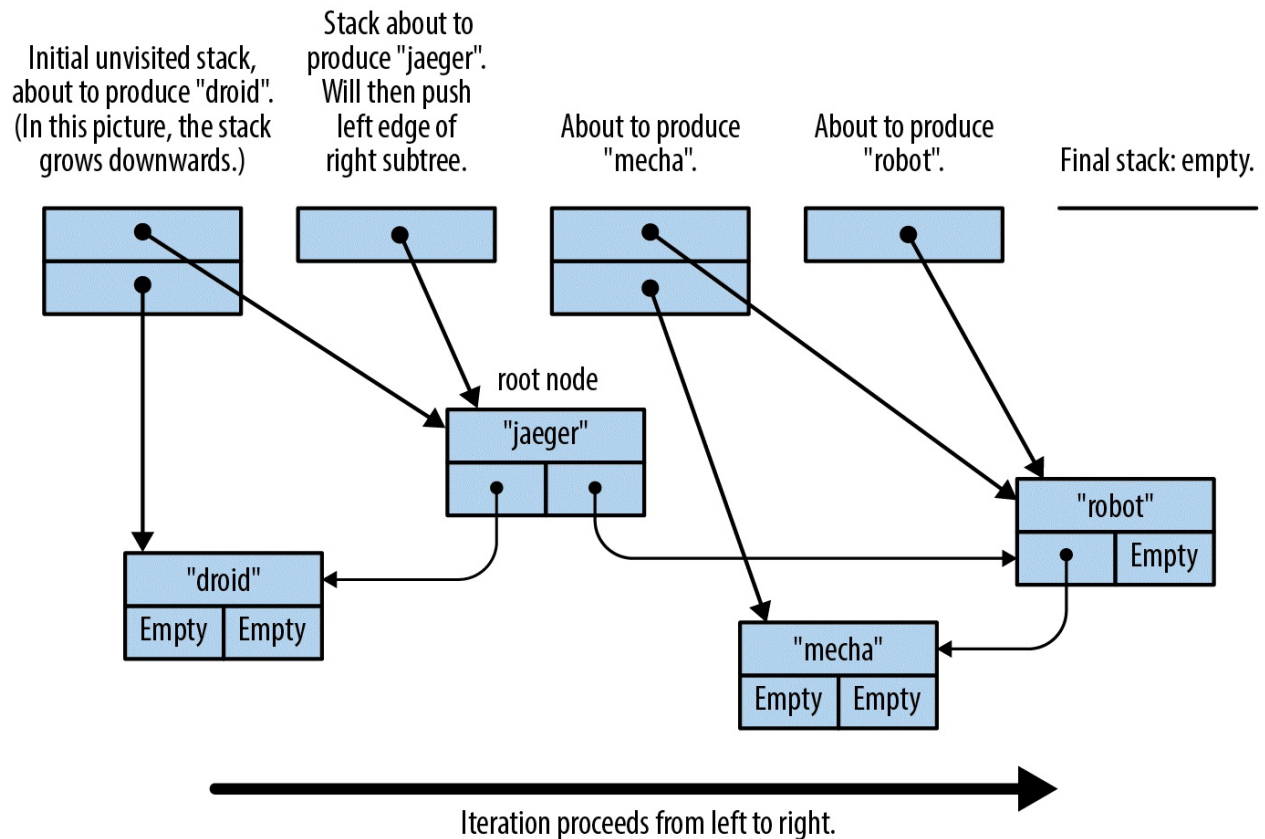 Initial unvisited stack,
about to produce "droid".
(In this picture, the stack
grows downwards.)
Stack about to
produce "jaeger".
Will then push
left edge of
right subtree.
About to produce
"mecha".
About to produce
"robot".
Final stack: empty.
root node
"jaeger"
"robot"
Empty
"droid"
Empty Empty
"mecha"
Empty Empty
Iteration proceeds from left to right.